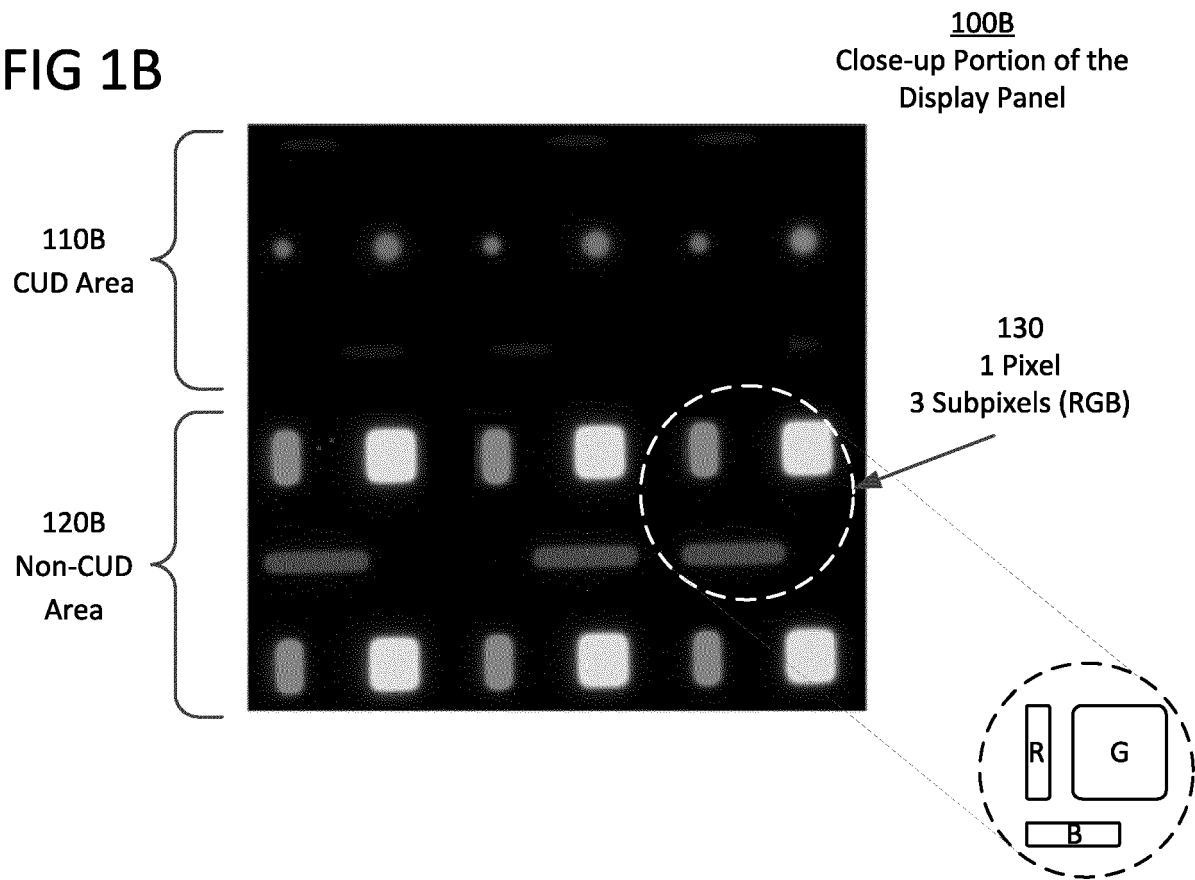 FIG 1B
100B
Close-up Portion of the
Display Panel
110B
CUD Area
130
1 Pixel
3 Subpixels (RGB)
120B
Non-CUD
Area
R
G
B